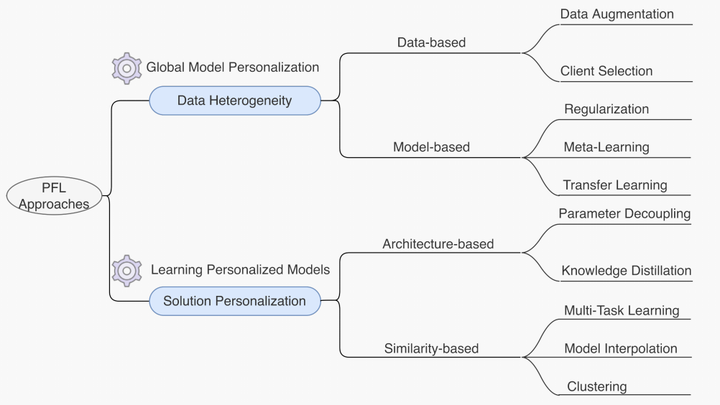 PFL
Approaches
Global Model Personalization
Data Heterogeneity
Data-based
Data Augmentation
Client Selection
Model-based
Regularization
Meta-Learning
Transfer Learning
Learning Personalized Models
Solution Personalization
Architecture-based
Parameter Decoupling
Knowledge Distillation
Similarity-based
Multi-Task Learning
Model Interpolation
Clustering